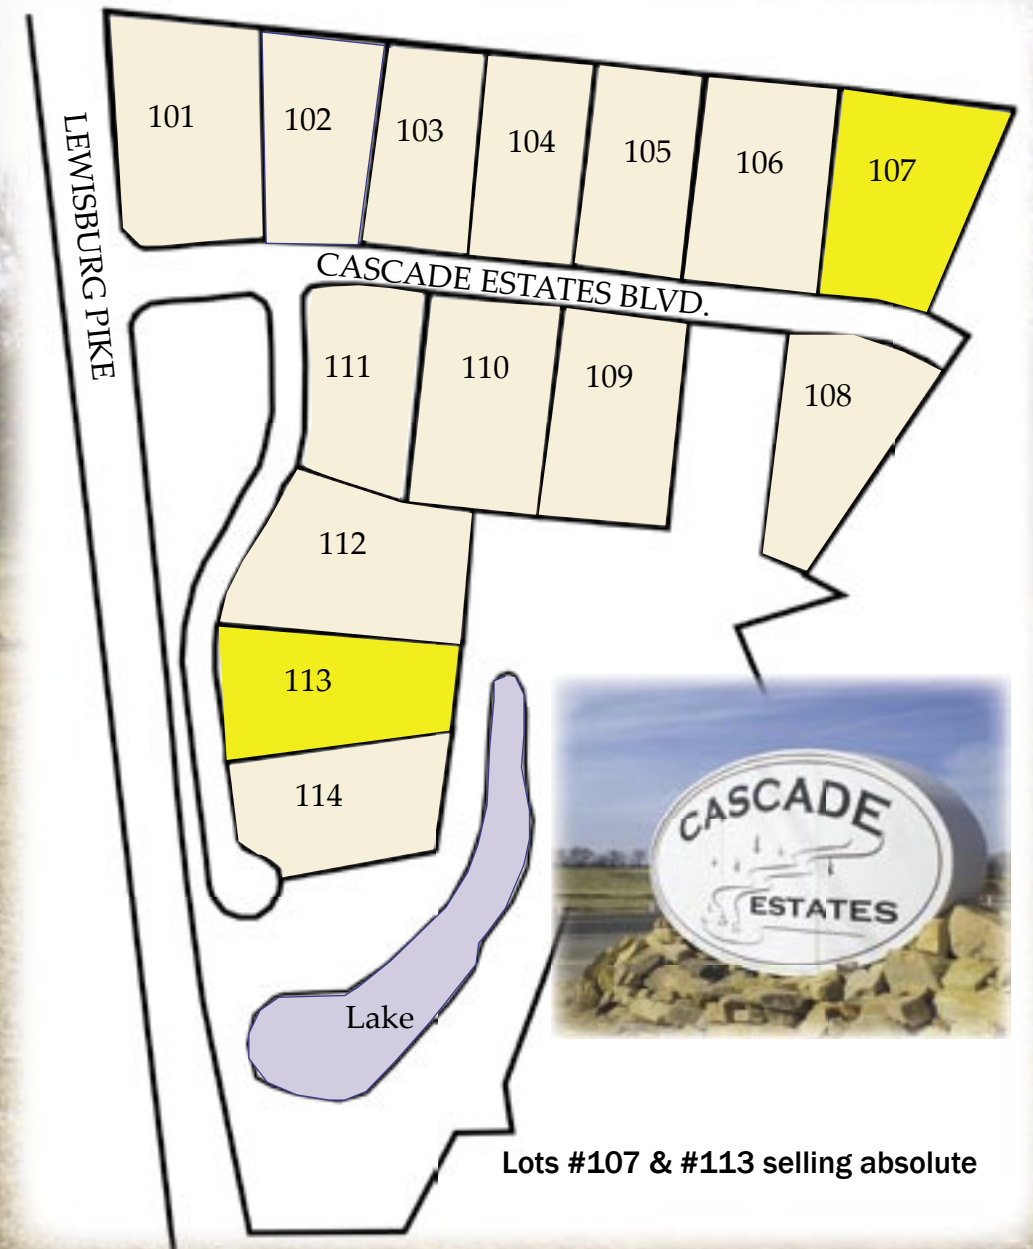 101
102
103
104
105
106
107
LEWISBURG PIKE
CASCADE ESTATES BLVD.
111
110
109
108
112
113
114
CASCADE
ESTATES
Lake
Lots #107 & #113 selling absolute